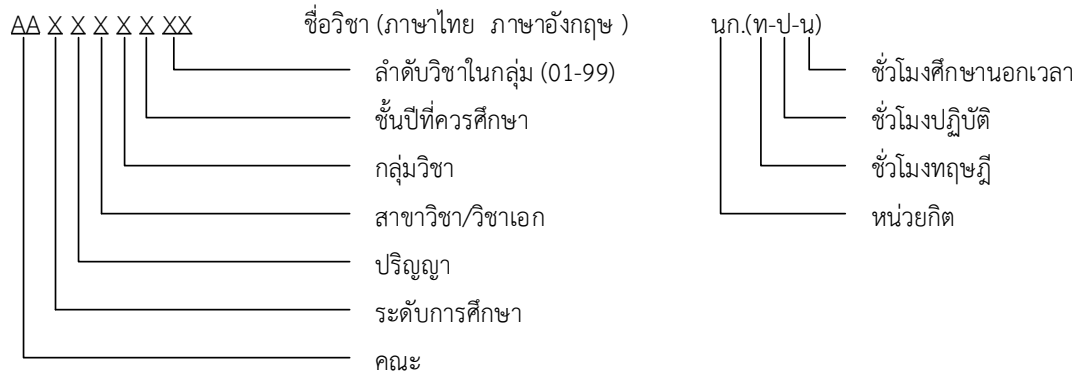 AA X X X X X XX ชื่อวิชา (ภาษาไทย ภาษาอังกฤษ ) นก.(ท-ป-น)
ลำดับวิชาในกลุ่ม (01-99) ชั่วโมงศึกษานอกเวลา
ชั้นปีที่ควรศึกษา ชั่วโมงปฏิบัติ
กลุ่มวิชา ชั่วโมงทฤษฎี
สาขาวิชา/วิชาเอก หน่วยกิต
ปริญญา
ระดับการศึกษา
คณะ